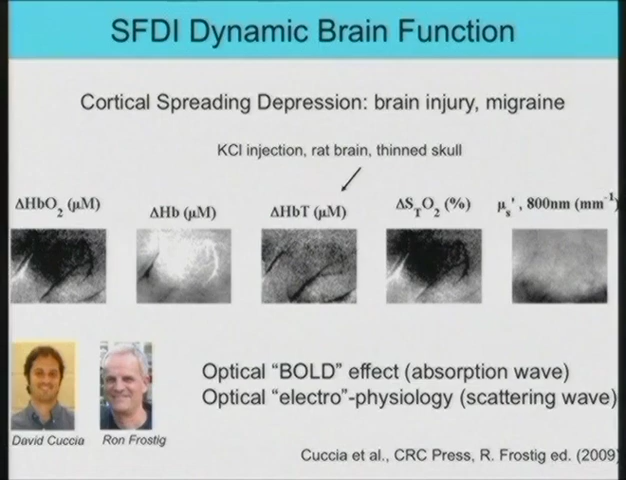 SFDI Dynamic Brain Function
Cortical Spreading Depression: brain injury, migraine
KCl injection, rat brain, thinned skull
ΔHbO₂ (μM)
ΔHb (μM)
ΔHbT (μM)
ΔSTO₂ (%)
μs', 800nm (mm⁻¹)
Optical “BOLD” effect (absorption wave)
Optical “electro”-physiology (scattering wave)
David Cuccia
Ron Frostig
Cuccia et al., CRC Press, R. Frostig ed. (2009)